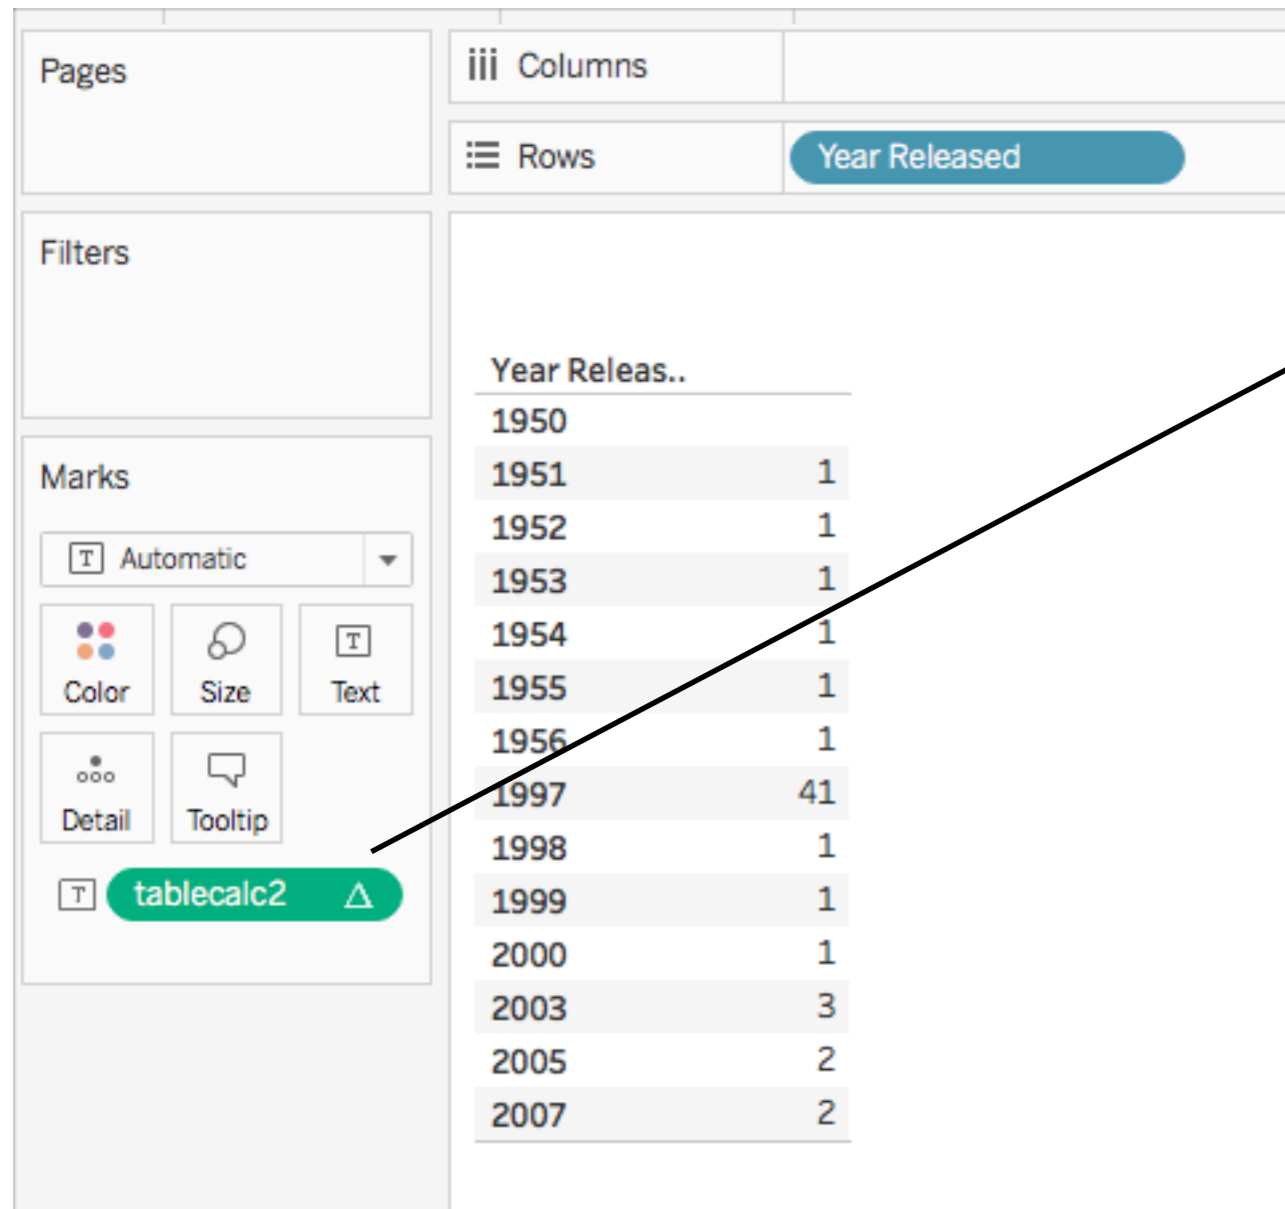 Pages
Columns
Rows
Year Released
Filters
Marks
T Automatic
Color
Size
T
Text
Detail
Tooltip
T tablecalc2 Δ
Year Releas..
1950
1951 1
1952 1
1953 1
1954 1
1955 1
1956 1
1997 41
1998 1
1999 1
2000 1
2003 3
2005 2
2007 2